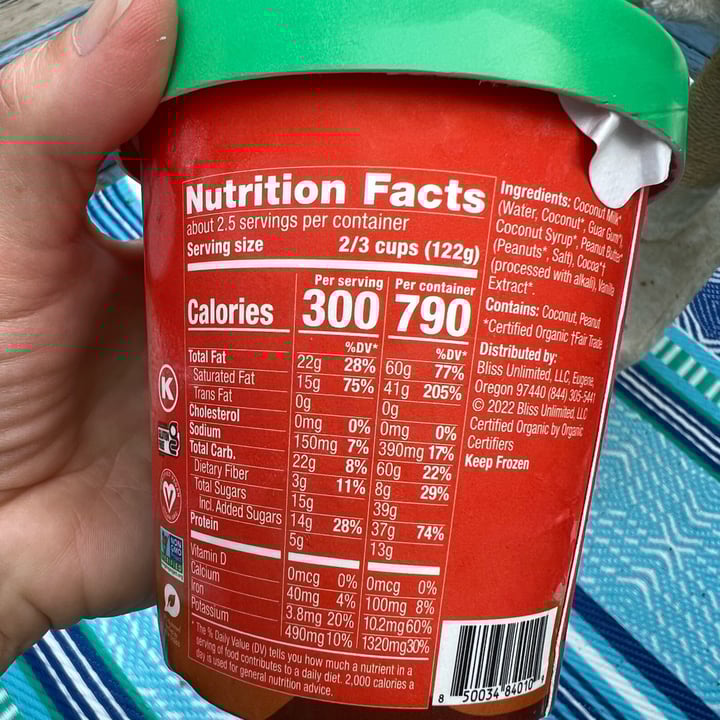 Nutrition Facts
about 2.5 servings per container
Serving size 2/3 cups (122g)
Per serving Per container
Calories 300 790
%DV* %DV*
Total Fat 22g 28% 60g 77%
Saturated Fat 15g 75% 41g 205%
Trans Fat 0g 0g
Cholesterol 0mg 0% 0mg 0%
Sodium 150mg 7% 390mg 17%
Total Carb. 22g 8% 60g 22%
Dietary Fiber 3g 11% 8g 29%
Total Sugars 15g 39g
Incl. Added Sugars 14g 28% 37g 74%
Protein 5g 13g
Vitamin D 0mcg 0% 0mcg 0%
Calcium 40mg 4% 100mg 8%
Iron 3.8mg 20% 10.2mg 60%
Potassium 490mg 10% 1320mg 30%
* The % Daily Value (DV) tells you how much a nutrient in a
serving of food contributes to a daily diet. 2,000 calories a
day is used for general nutrition advice.
Ingredients: Coconut Milk*
(Water, Coconut*, Guar Gum*),
Coconut Syrup*, Peanut Butter*
(Peanuts*, Salt), Cocoa*†
(processed with alkali), Vanilla
Extract*.
Contains: Coconut, Peanut
*Certified Organic †Fair Trade
Distributed by:
Bliss Unlimited, LLC, Eugene,
Oregon 97440 (844) 305-5441
© 2022 Bliss Unlimited, LLC
Certified Organic by Organic
Certifiers
Keep Frozen
K
V
NON
GMO
8 50034 84010 9